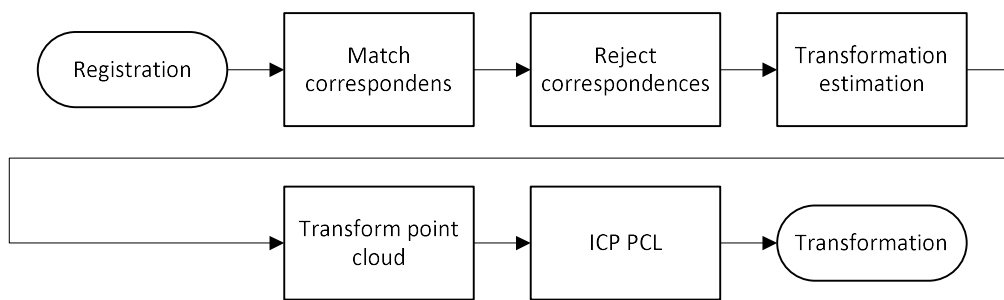 Registration
Match
correspondens
Reject
correspondences
Transformation
estimation
Transform point
cloud
ICP PCL
Transformation